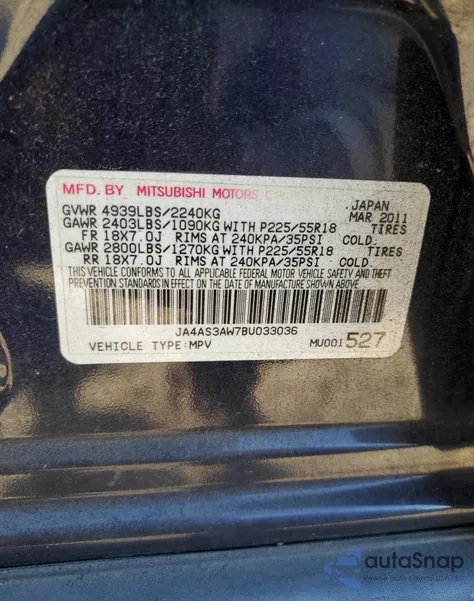 MFD. BY MITSUBISHI MOTORS
JAPAN
GVWR 4939LBS/2240KG MAR 2011
GAWR 2403LBS/1090KG WITH P225/55R18 TIRES
FR 18X7.0J RIMS AT 240KPA/35PSI COLD.
GAWR 2800LBS/1270KG WITH P225/55R18 TIRES
RR 18X7.0J RIMS AT 240KPA/35PSI COLD.
THIS VEHICLE CONFORMS TO ALL APPLICABLE FEDERAL MOTOR VEHICLE SAFETY AND THEFT
PREVENTION STANDARDS IN EFFECT ON THE DATE OF MANUFACTURE SHOWN ABOVE.
JA4AS3AW7BU033036
VEHICLE TYPE:MPV MU001527
autoSnap